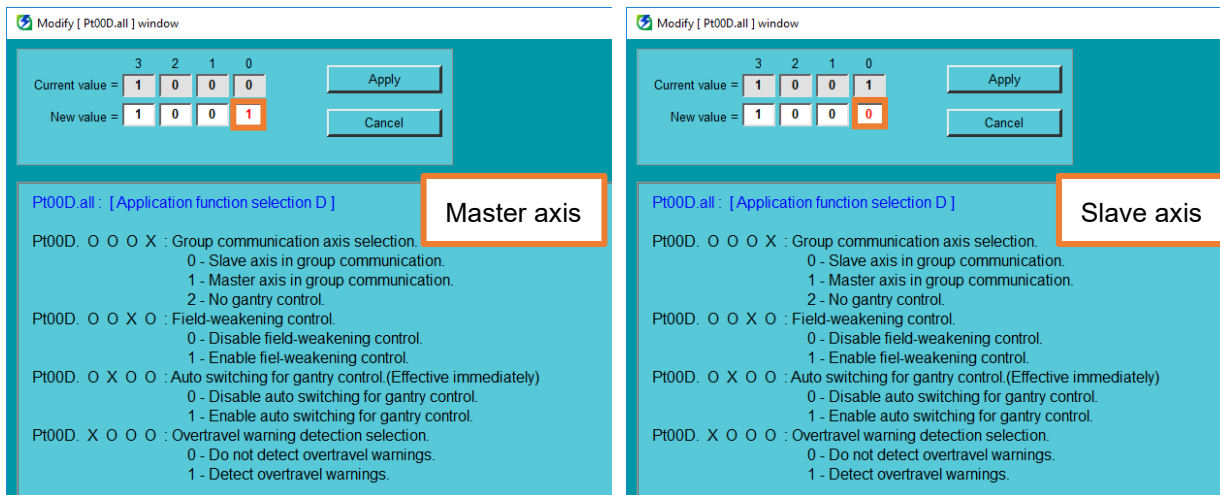 Modify [ Pt00D.all ] window
3 2 1 0
Current value = 1 0 0 0
Apply
New value = 1 0 0 1
Cancel
Pt00D.all : [Application function selection D ]
Master axis
Pt00D. O O O X : Group communication axis selection.
0 - Slave axis in group communication.
1 - Master axis in group communication.
2 - No gantry control.
Pt00D. O O X O : Field-weakening control.
0 - Disable field-weakening control.
1 - Enable fiel-weakening control.
Pt00D. O X O O : Auto switching for gantry control.(Effective immediately)
0 - Disable auto switching for gantry control.
1 - Enable auto switching for gantry control.
Pt00D. X O O O : Overtravel warning detection selection.
0 - Do not detect overtravel warnings.
1 - Detect overtravel warnings.
Modify [ Pt00D.all ] window
3 2 1 0
Current value = 1 0 0 1
Apply
New value = 1 0 0 0
Cancel
Pt00D.all : [Application function selection D ]
Slave axis
Pt00D. O O O X : Group communication axis selection.
0 - Slave axis in group communication.
1 - Master axis in group communication.
2 - No gantry control.
Pt00D. O O X O : Field-weakening control.
0 - Disable field-weakening control.
1 - Enable fiel-weakening control.
Pt00D. O X O O : Auto switching for gantry control.(Effective immediately)
0 - Disable auto switching for gantry control.
1 - Enable auto switching for gantry control.
Pt00D. X O O O : Overtravel warning detection selection.
0 - Do not detect overtravel warnings.
1 - Detect overtravel warnings.